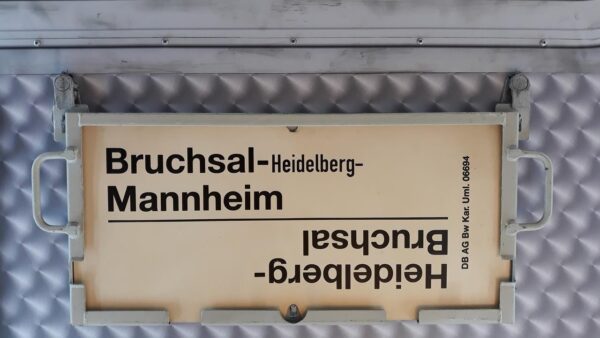 Bruchsal-Heidelberg-
Mannheim
Heidelberg-
Bruchsal
DB AG Bw Kar. Uml. 06694